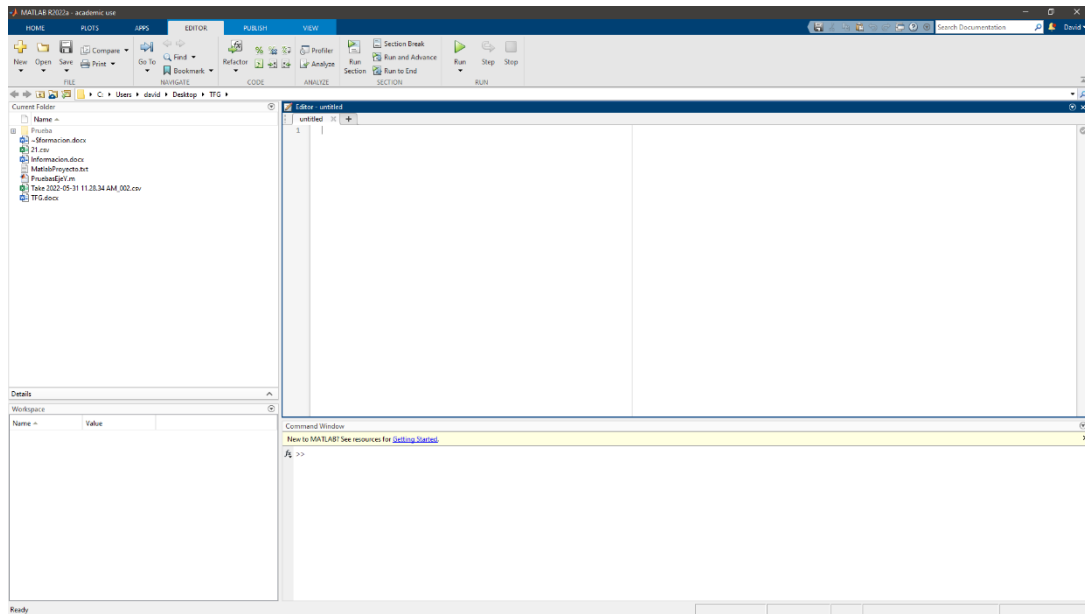 MATLAB R2022a - academic use
HOME PLOTS APPS EDITOR PUBLISH VIEW
Search Documentation David
New Open Save Compare Print
Go To Find Bookmark
Refactor
Profiler Analyze
Run Section Section Break Run and Advance Run to End
Run Step Stop
FILE NAVIGATE CODE ANALYZE SECTION RUN
C: Users david Desktop TFG
Current Folder
Name
Prueba
~$formacion.docx
21.csv
Informacion.docx
MatlabProyecto.txt
PruebasEjeY.m
Take 2022-05-31 11.28.34 AM_002.csv
TFG.docx
Details
Workspace
Name Value
Editor - untitled
untitled +
1
Command Window
New to MATLAB? See resources for Getting Started.
fx >>
Ready